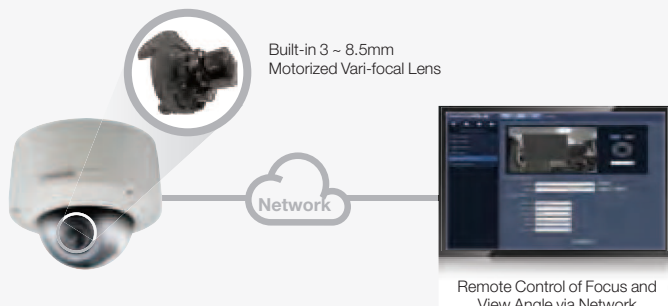 Built-in 3 ~ 8.5mm
Motorized Vari-focal Lens
Network
Remote Control of Focus and
View Angle via Network